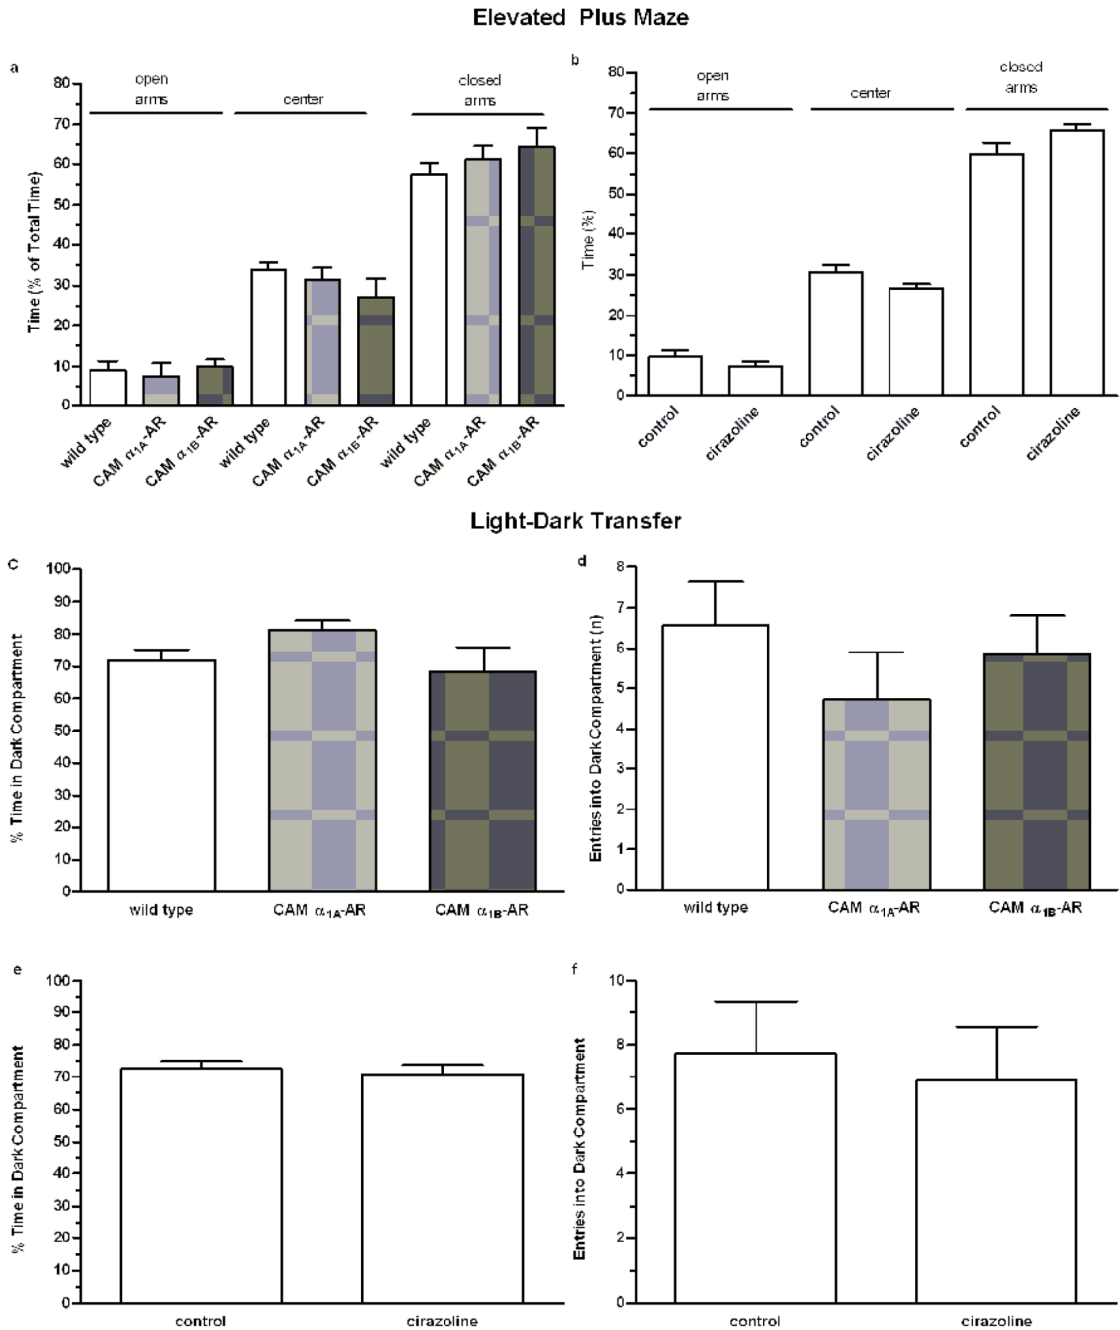 Elevated Plus Maze
a
open
arms
center
closed
arms
Time (% of Total Time)
80
70
60
50
40
30
20
10
0
wild type
CAM α1A-AR
CAM α1B-AR
wild type
CAM α1A-AR
CAM α1B-AR
wild type
CAM α1A-AR
CAM α1B-AR
b
open
arms
center
closed
arms
Time (%)
80
70
60
50
40
30
20
10
0
control
cirazoline
control
cirazoline
control
cirazoline
Light-Dark Transfer
c
% Time in Dark Compartment
100
90
80
70
60
50
40
30
20
10
0
wild type
CAM α1A-AR
CAM α1B-AR
d
Entries into Dark Compartment (n)
8
7
6
5
4
3
2
1
0
wild type
CAM α1A-AR
CAM α1B-AR
e
% Time in Dark Compartment
100
90
80
70
60
50
40
30
20
10
0
control
cirazoline
f
Entries into Dark Compartment
10
8
6
4
2
0
control
cirazoline